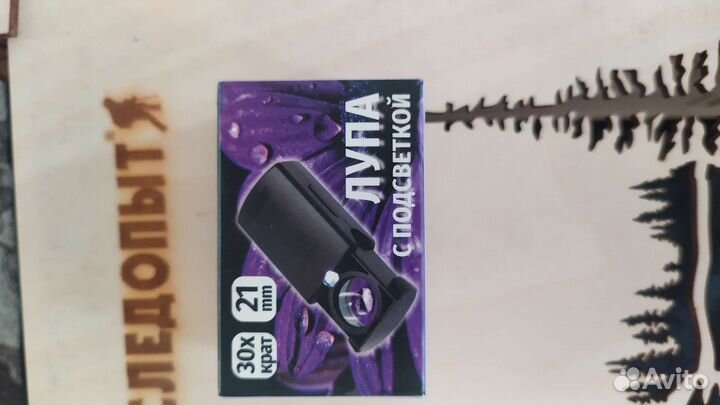 СЛЕДОПЫТ
ЛУПА
С ПОДСВЕТКОЙ
30х
крат
21
mm
Avito